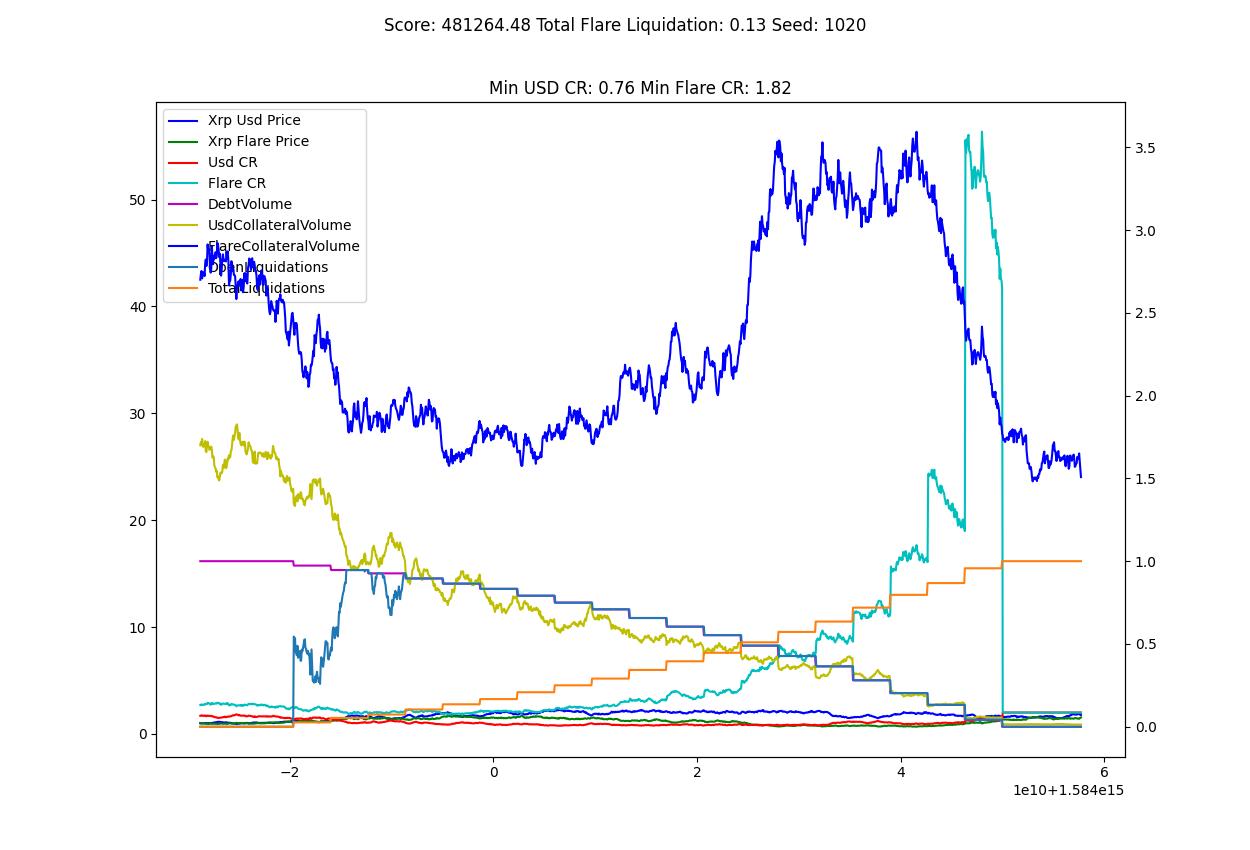 Score: 481264.48 Total Flare Liquidation: 0.13 Seed: 1020
Min USD CR: 0.76 Min Flare CR: 1.82
Xrp Usd Price
Xrp Flare Price
Usd CR
Flare CR
DebtVolume
UsdCollateralVolume
FlareCollateralVolume
OpenLiquidations
TotalLiquidations
50
40
30
20
10
0
3.5
3.0
2.5
2.0
1.5
1.0
0.5
0.0
−2 0 2 4 6
1e10+1.584e15